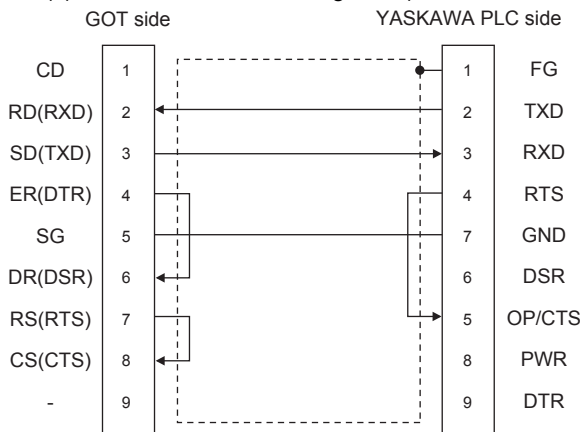 GOT side YASKAWA PLC side
CD 1 1 FG
RD(RXD) 2 2 TXD
SD(TXD) 3 3 RXD
ER(DTR) 4 4 RTS
SG 5 7 GND
DR(DSR) 6 6 DSR
RS(RTS) 7 5 OP/CTS
CS(CTS) 8 8 PWR
- 9 9 DTR